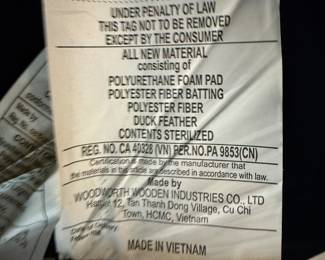 UNDER PENALTY OF LAW
THIS TAG NOT TO BE REMOVED
EXCEPT BY THE CONSUMER
ALL NEW MATERIAL
consisting of
POLYURETHANE FOAM PAD
POLYESTER FIBER BATTING
POLYESTER FIBER
DUCK FEATHER
CONTENTS STERILIZED
REG. NO. CA 40328 (VN) PER.NO.PA 9853(CN)
Certification is made by the manufacturer that
the materials in this article are described in accordance with law.
Made by
WOODWORTH WOODEN INDUSTRIES CO., LTD
12, Tan Thanh Dong Village, Cu Chi
Town, HCMC, Vietnam
Date of Delivery
MADE IN VIETNAM